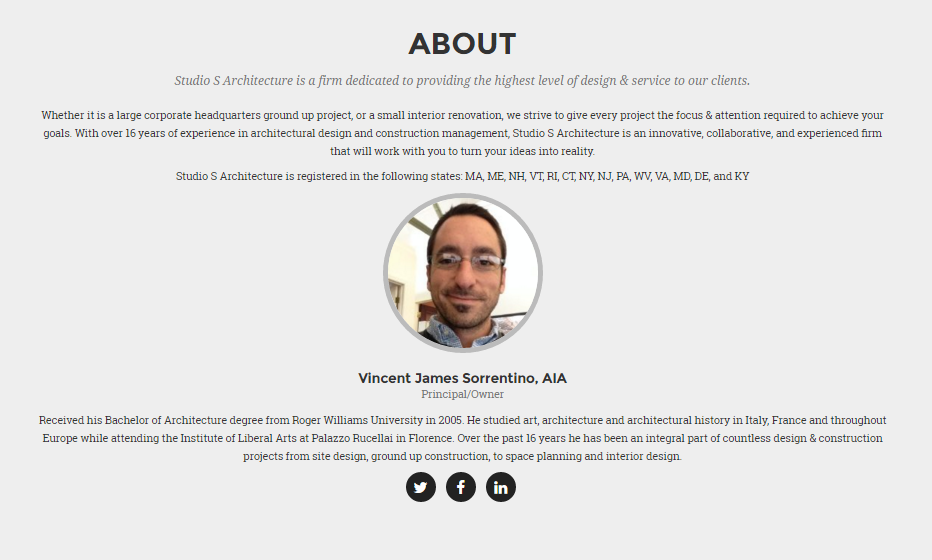 ABOUT
Studio S Architecture is a firm dedicated to providing the highest level of design & service to our clients.
Whether it is a large corporate headquarters ground up project, or a small interior renovation, we strive to give every project the focus & attention required to achieve your
goals. With over 16 years of experience in architectural design and construction management, Studio S Architecture is an innovative, collaborative, and experienced firm
that will work with you to turn your ideas into reality.
Studio S Architecture is registered in the following states: MA, ME, NH, VT, RI, CT, NY, NJ, PA, WV, VA, MD, DE, and KY
Vincent James Sorrentino, AIA
Principal/Owner
Received his Bachelor of Architecture degree from Roger Williams University in 2005. He studied art, architecture and architectural history in Italy, France and throughout
Europe while attending the Institute of Liberal Arts at Palazzo Rucellai in Florence. Over the past 16 years he has been an integral part of countless design & construction
projects from site design, ground up construction, to space planning and interior design.